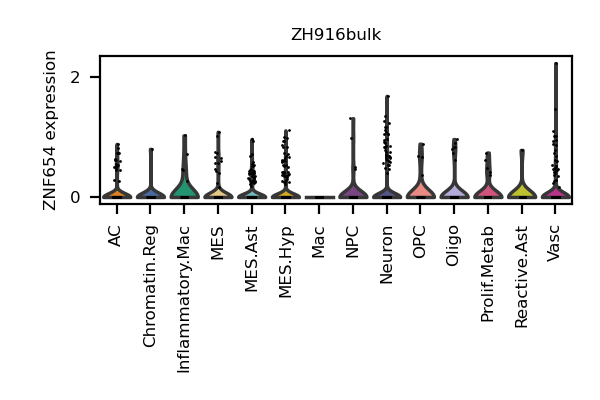 ZH916bulk
ZNF654 expression
2
0
AC
Chromatin.Reg
Inflammatory.Mac
MES
MES.Ast
MES.Hyp
Mac
NPC
Neuron
OPC
Oligo
Prolif.Metab
Reactive.Ast
Vasc